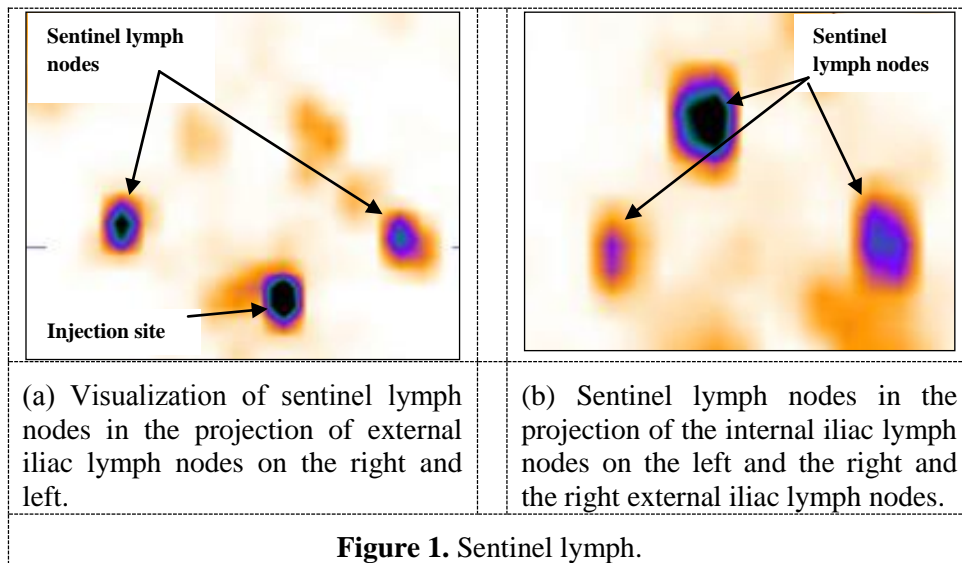 Sentinel lymph
nodes
Injection site
Sentinel
lymph nodes
(a) Visualization of sentinel lymph
nodes in the projection of external
iliac lymph nodes on the right and
left.
(b) Sentinel lymph nodes in the
projection of the internal iliac lymph
nodes on the left and the right and
the right external iliac lymph nodes.
Figure 1. Sentinel lymph.